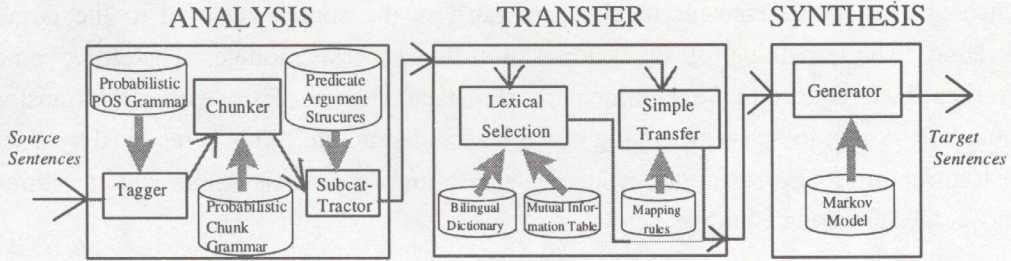 ANALYSIS
TRANSFER
SYNTHESIS
Source
Sentences
Probabilistic
POS Grammar
Chunker
Predicate
Argument
Strucures
Tagger
Probabilistic
Chunk
Grammar
Subcat-
Tractor
Lexical
Selection
Simple
Transfer
Bilingual
Dictionary
Mutual Infor-
mation Table
Mapping
rules
Generator
Markov
Model
Target
Sentences